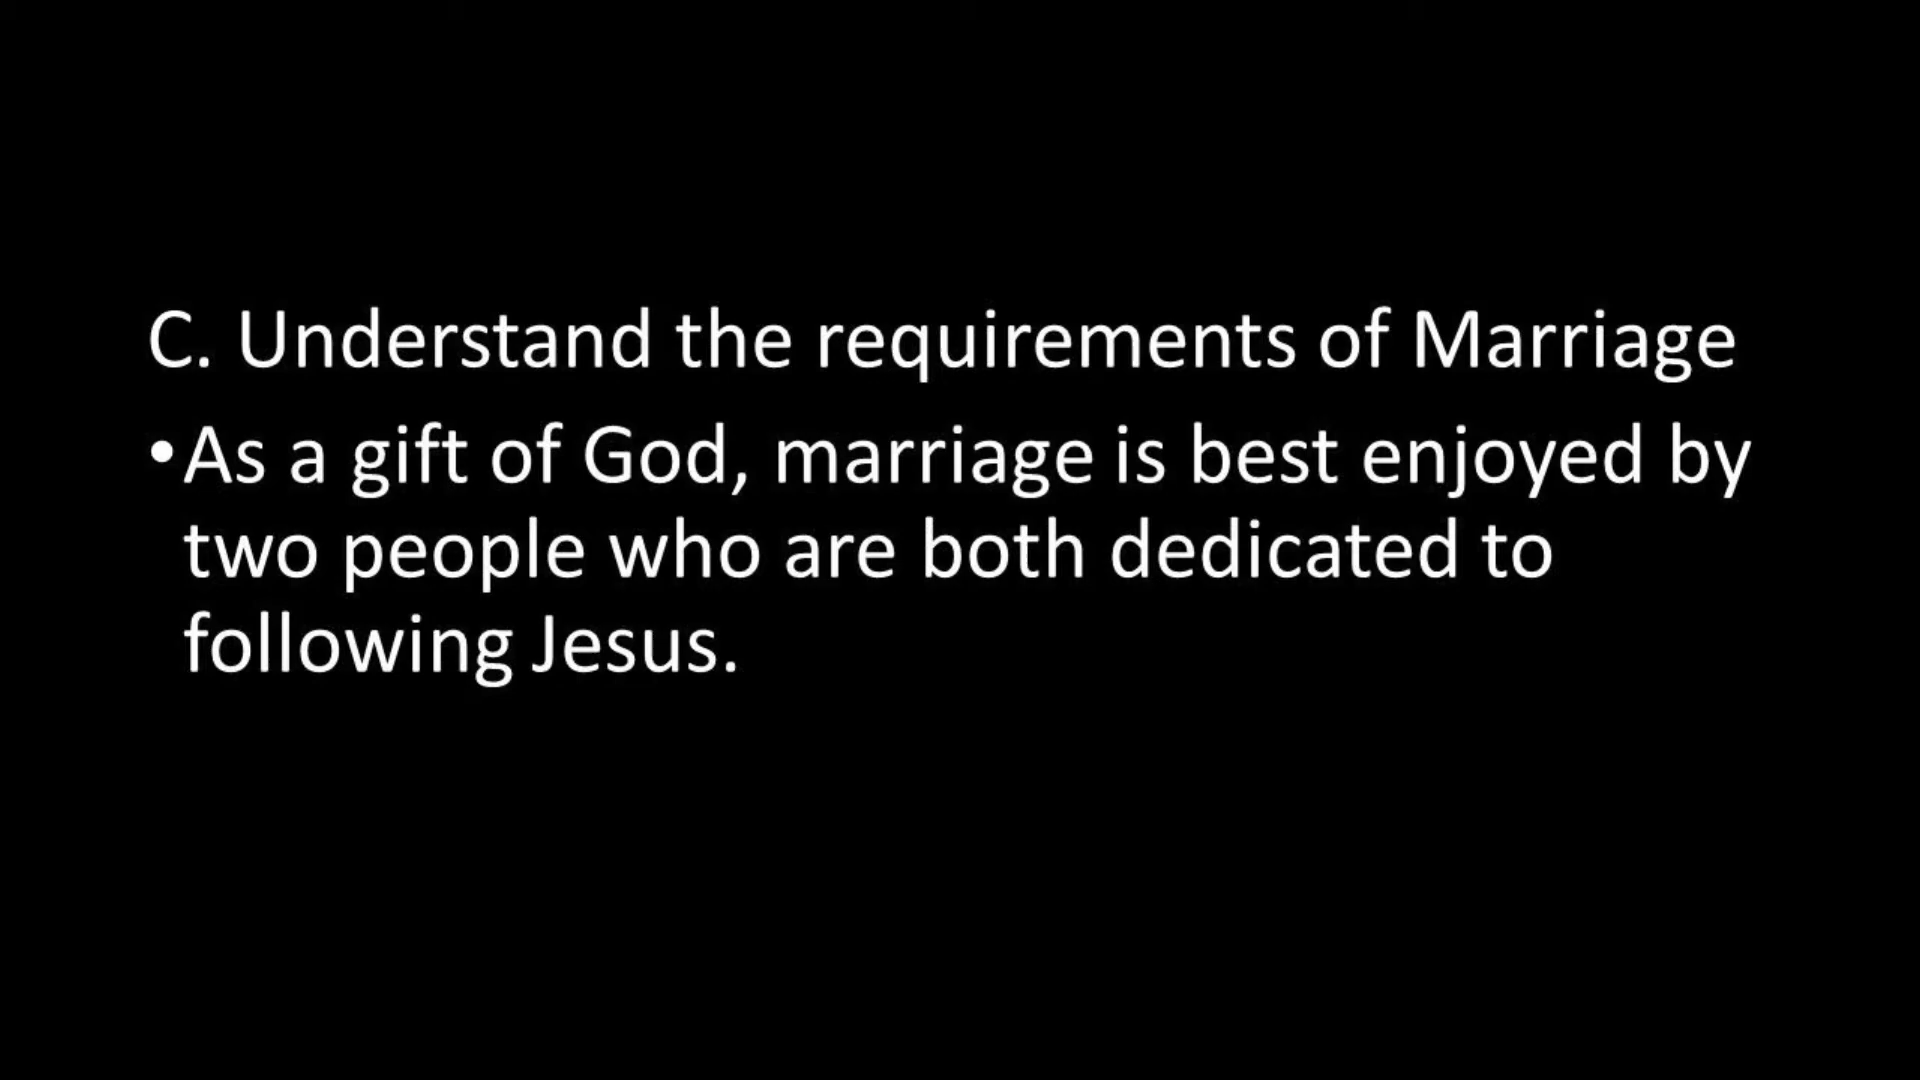 C. Understand the requirements of Marriage
•As a gift of God, marriage is best enjoyed by
two people who are both dedicated to
following Jesus.